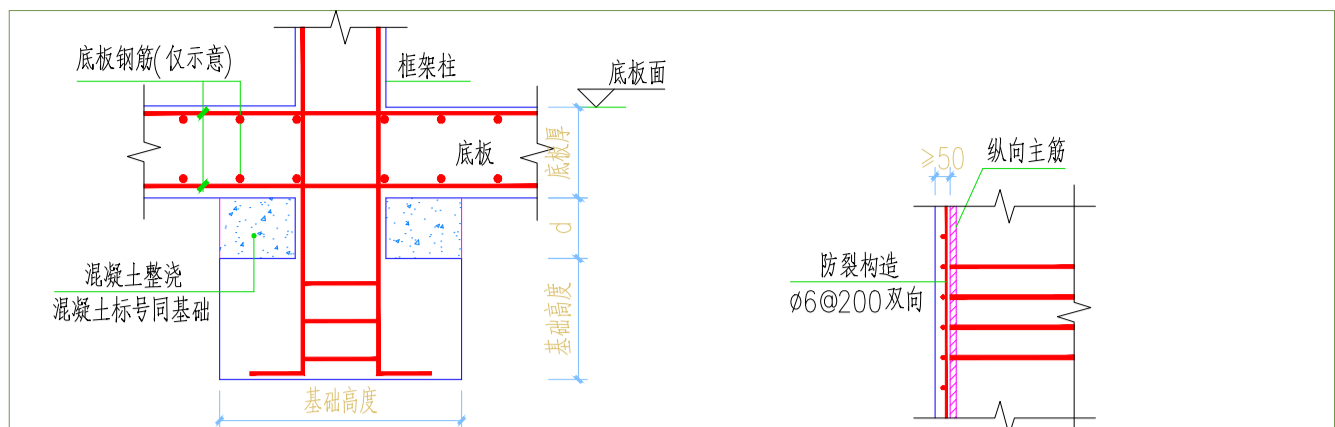 底板钢筋(仅示意)
框架柱
底板面
底板
底板厚
d
混凝土整浇
混凝土标号同基础
基础高度
基础高度
≥50
纵向主筋
防裂构造
ø6@200双向